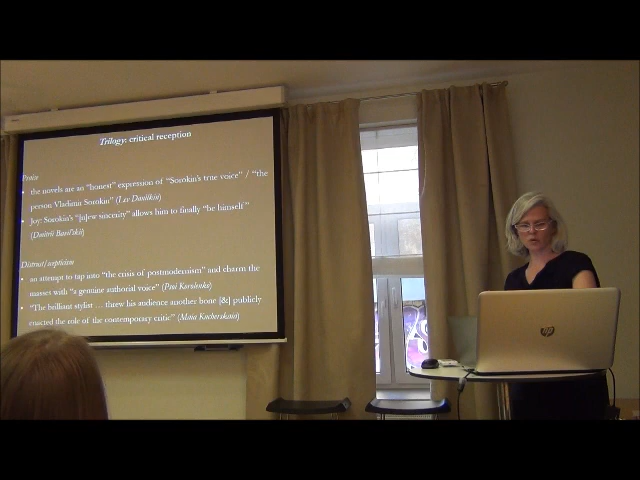 Trilogy: critical reception
Praise
• the novels are an "honest" expression of "Sorokin's true voice" / "the
person Vladimir Sorokin" (Lev Danilkin)
• Joy: Sorokin's "[n]ew sincerity" allows him to finally "be himself"
(Dmitrii Bavil'skii)
Distrust/scepticism
• an attempt to tap into "the crisis of postmodernism" and charm the
masses with "a genuine authorial voice" (Psoi Korolenko)
• "The brilliant stylist … threw his audience another bone [&] publicly
enacted the role of the contemporary critic" (Maia Kucherskaia)
hp